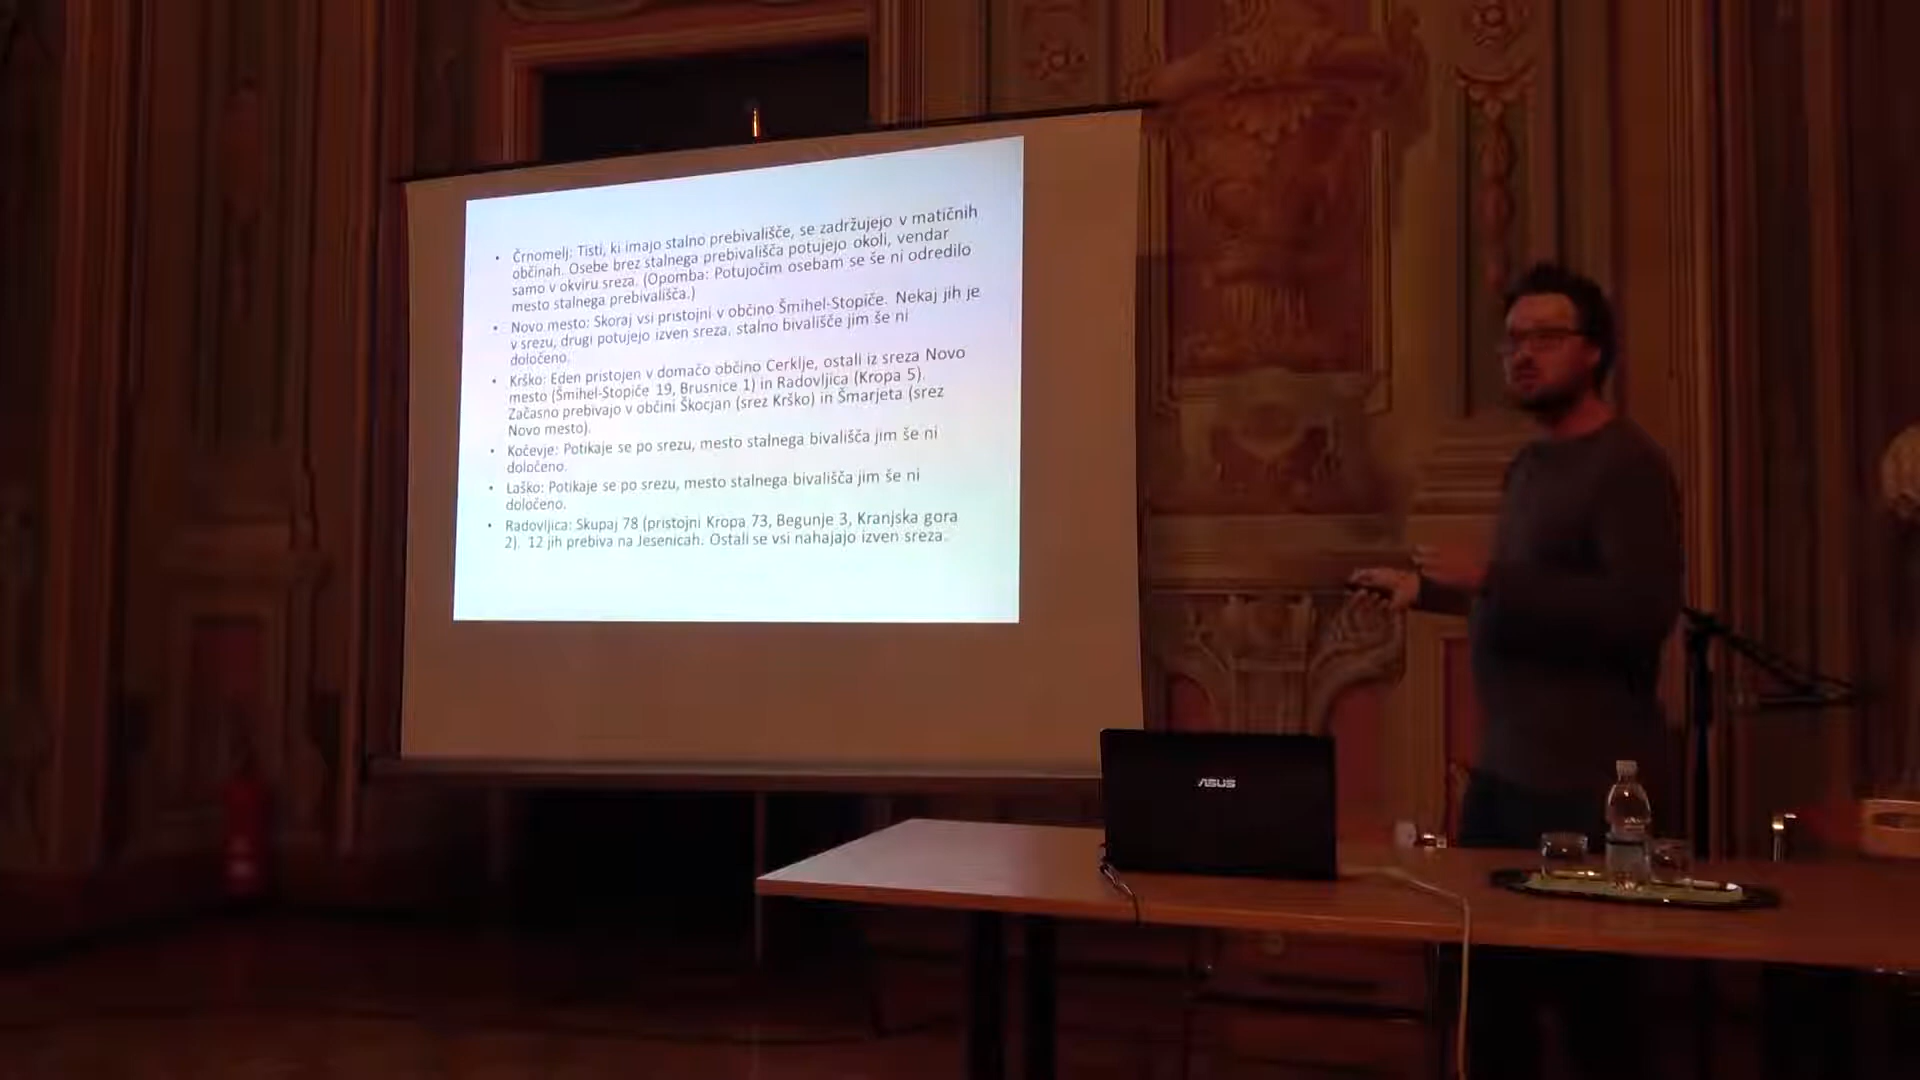 • Črnomelj: Tisti, ki imajo stalno prebivališče, se zadržujejo v matičnih
občinah. Osebe brez stalnega prebivališča potujejo okoli, vendar
samo v okviru sreza. (Opomba: Potujočim osebam se še ni odredilo
mesto stalnega prebivališča.)
• Novo mesto: Skoraj vsi pristojni v občino Šmihel-Stopiče. Nekaj jih je
v srezu, drugi potujejo izven sreza, stalno bivališče jim še ni
določeno.
• Krško: Eden pristojen v domačo občino Cerklje, ostali iz sreza Novo
mesto (Šmihel-Stopiče 19, Brusnice 1) in Radovljica (Kropa 5).
Začasno prebivajo v občini Škocjan (srez Krško) in Šmarjeta (srez
Novo mesto).
• Kočevje: Potikaje se po srezu, mesto stalnega bivališča jim še ni
določeno.
• Laško: Potikaje se po srezu, mesto stalnega bivališča jim še ni
določeno.
• Radovljica: Skupaj 78 (pristojni Kropa 73, Begunje 3, Kranjska gora
2). 12 jih prebiva na Jesenicah. Ostali se vsi nahajajo izven sreza.
ASUS